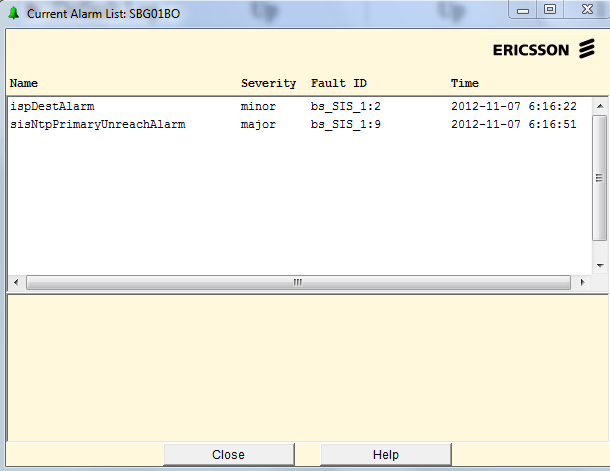 Current Alarm List: SBG01BO
ERICSSON
Name Severity Fault ID Time
ispDestAlarm minor bs_SIS_1:2 2012-11-07 6:16:22
sisNtpPrimaryUnreachAlarm major bs_SIS_1:9 2012-11-07 6:16:51
Close Help